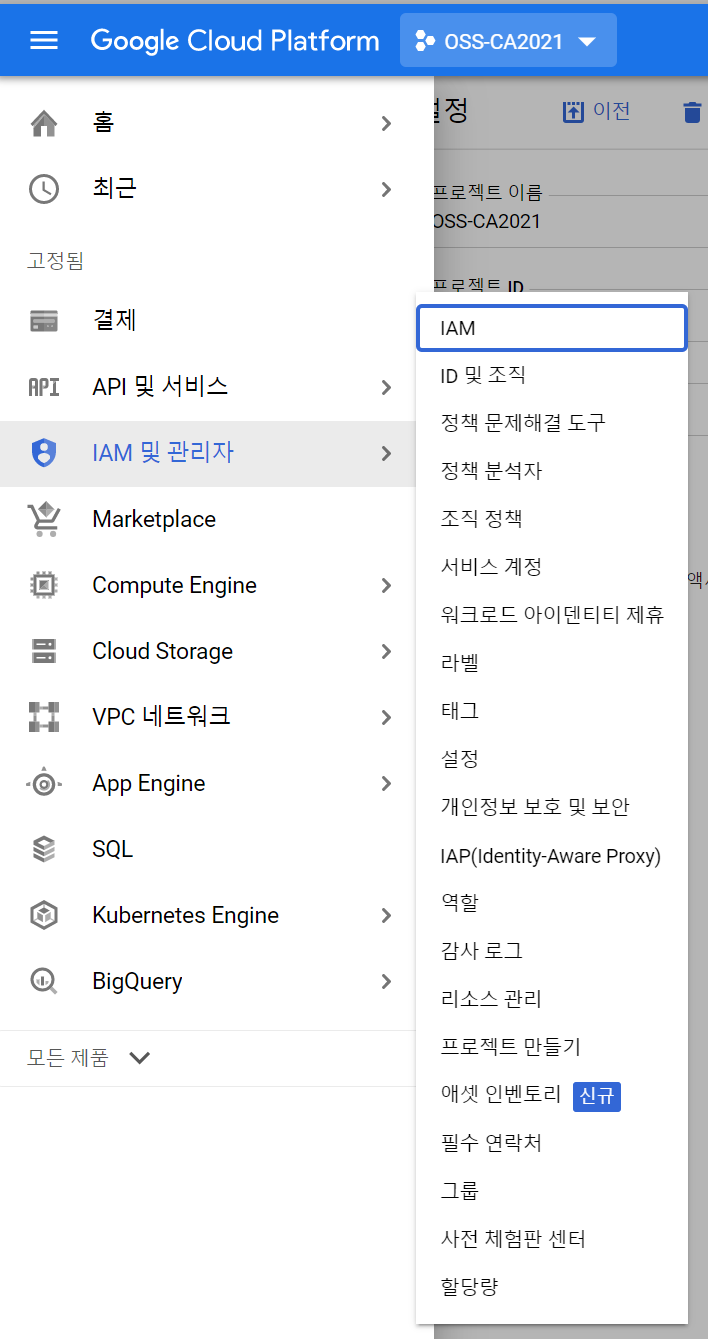 Google Cloud Platform OSS-CA2021
홈
최근
고정됨
결제
API API 및 서비스
IAM 및 관리자
Marketplace
Compute Engine
Cloud Storage
VPC 네트워크
App Engine
SQL
Kubernetes Engine
BigQuery
모든 제품
설정 이전
프로젝트 이름
OSS-CA2021
프로젝트 ID
IAM
ID 및 조직
정책 문제해결 도구
정책 분석자
조직 정책
서비스 계정
워크로드 아이덴티티 제휴
라벨
태그
설정
개인정보 보호 및 보안
IAP(Identity-Aware Proxy)
역할
감사 로그
리소스 관리
프로젝트 만들기
애셋 인벤토리 신규
필수 연락처
그룹
사전 체험판 센터
할당량